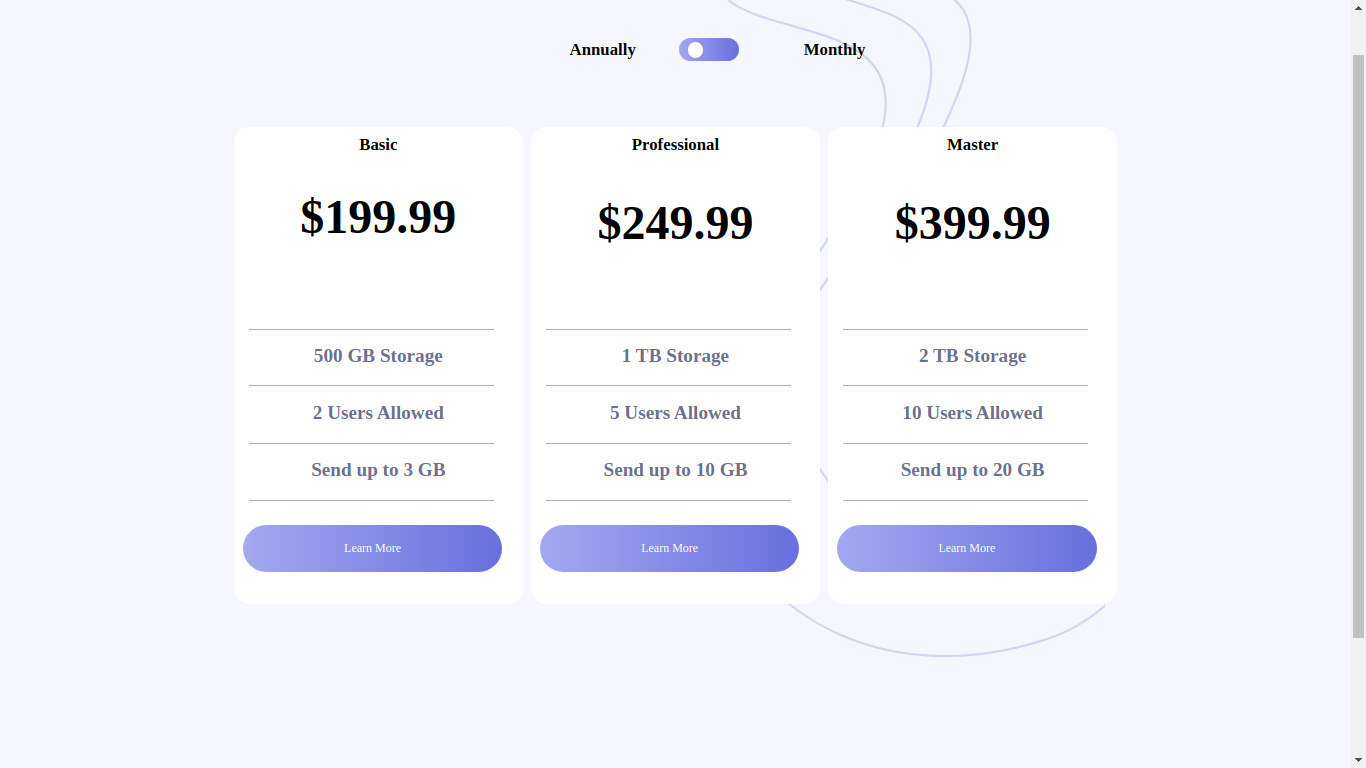 Annually Monthly
Basic
$199.99
500 GB Storage
2 Users Allowed
Send up to 3 GB
Learn More
Professional
$249.99
1 TB Storage
5 Users Allowed
Send up to 10 GB
Learn More
Master
$399.99
2 TB Storage
10 Users Allowed
Send up to 20 GB
Learn More